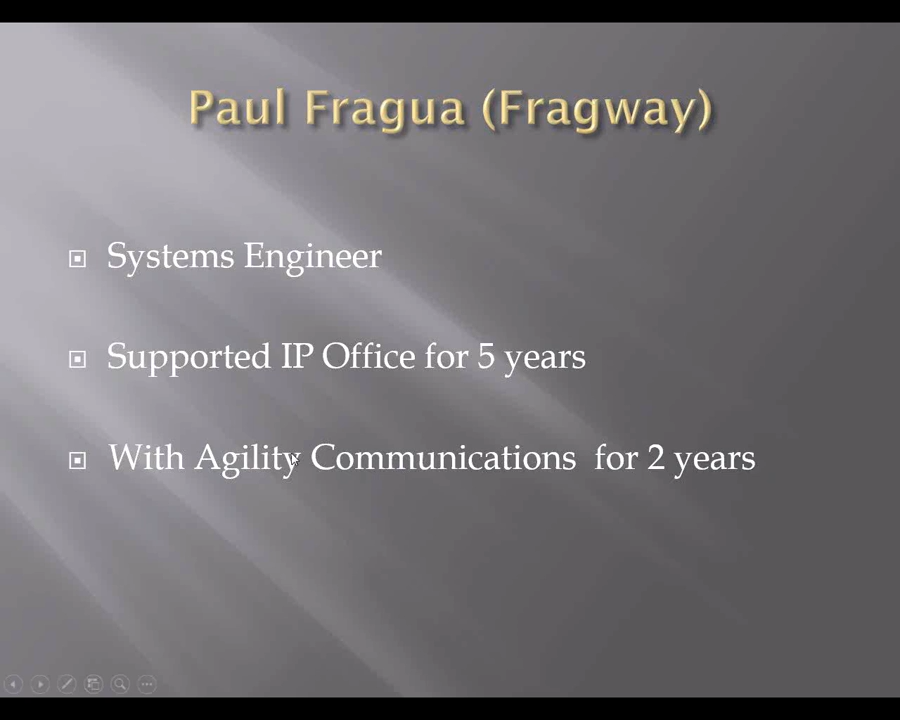 Paul Fragua (Fragway)
Systems Engineer
Supported IP Office for 5 years
With Agility Communications for 2 years